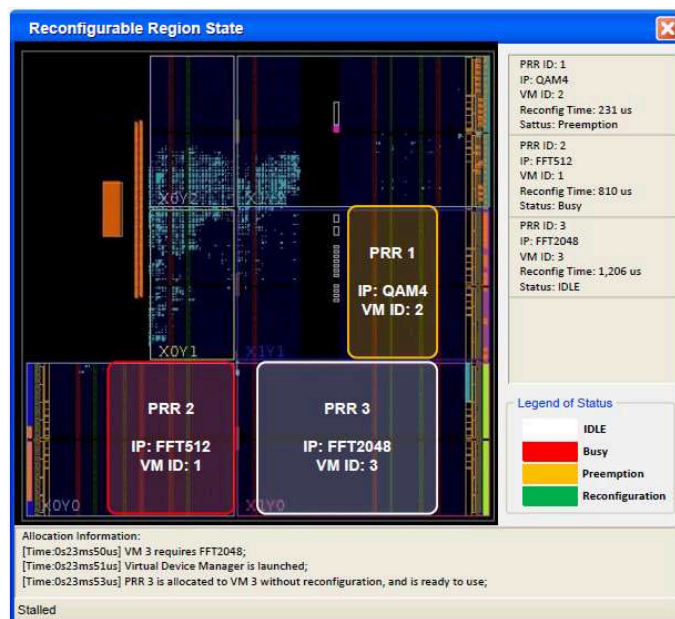 Reconfigurable Region State
PRR ID: 1
IP: QAM4
VM ID: 2
Reconfig Time: 231 us
Sattus: Preemption
PRR ID: 2
IP: FFT512
VM ID: 1
Reconfig Time: 810 us
Status: Busy
PRR ID: 3
IP: FFT2048
VM ID: 3
Reconfig Time: 1,206 us
Status: IDLE
X0Y2
PRR 1
IP: QAM4
VM ID: 2
X0Y1
X1Y1
PRR 2
IP: FFT512
VM ID: 1
PRR 3
IP: FFT2048
VM ID: 3
X0Y0
X1Y0
Legend of Status
IDLE
Busy
Preemption
Reconfiguration
Allocation Information:
[Time:0s23ms50us] VM 3 requires FFT2048;
[Time:0s23ms51us] Virtual Device Manager is launched;
[Time:0s23ms53us] PRR 3 is allocated to VM 3 without reconfiguration, and is ready to use;
Stalled